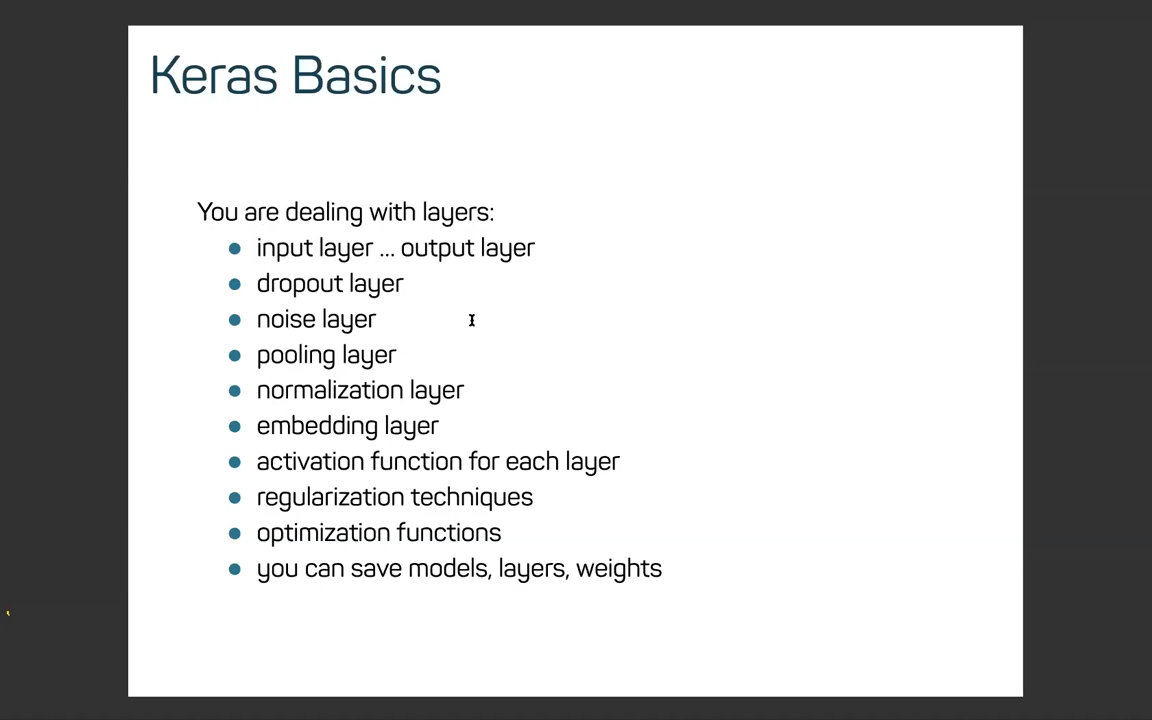 Keras Basics
You are dealing with layers:
● input layer ... output layer
● dropout layer
● noise layer
● pooling layer
● normalization layer
● embedding layer
● activation function for each layer
● regularization techniques
● optimization functions
● you can save models, layers, weights